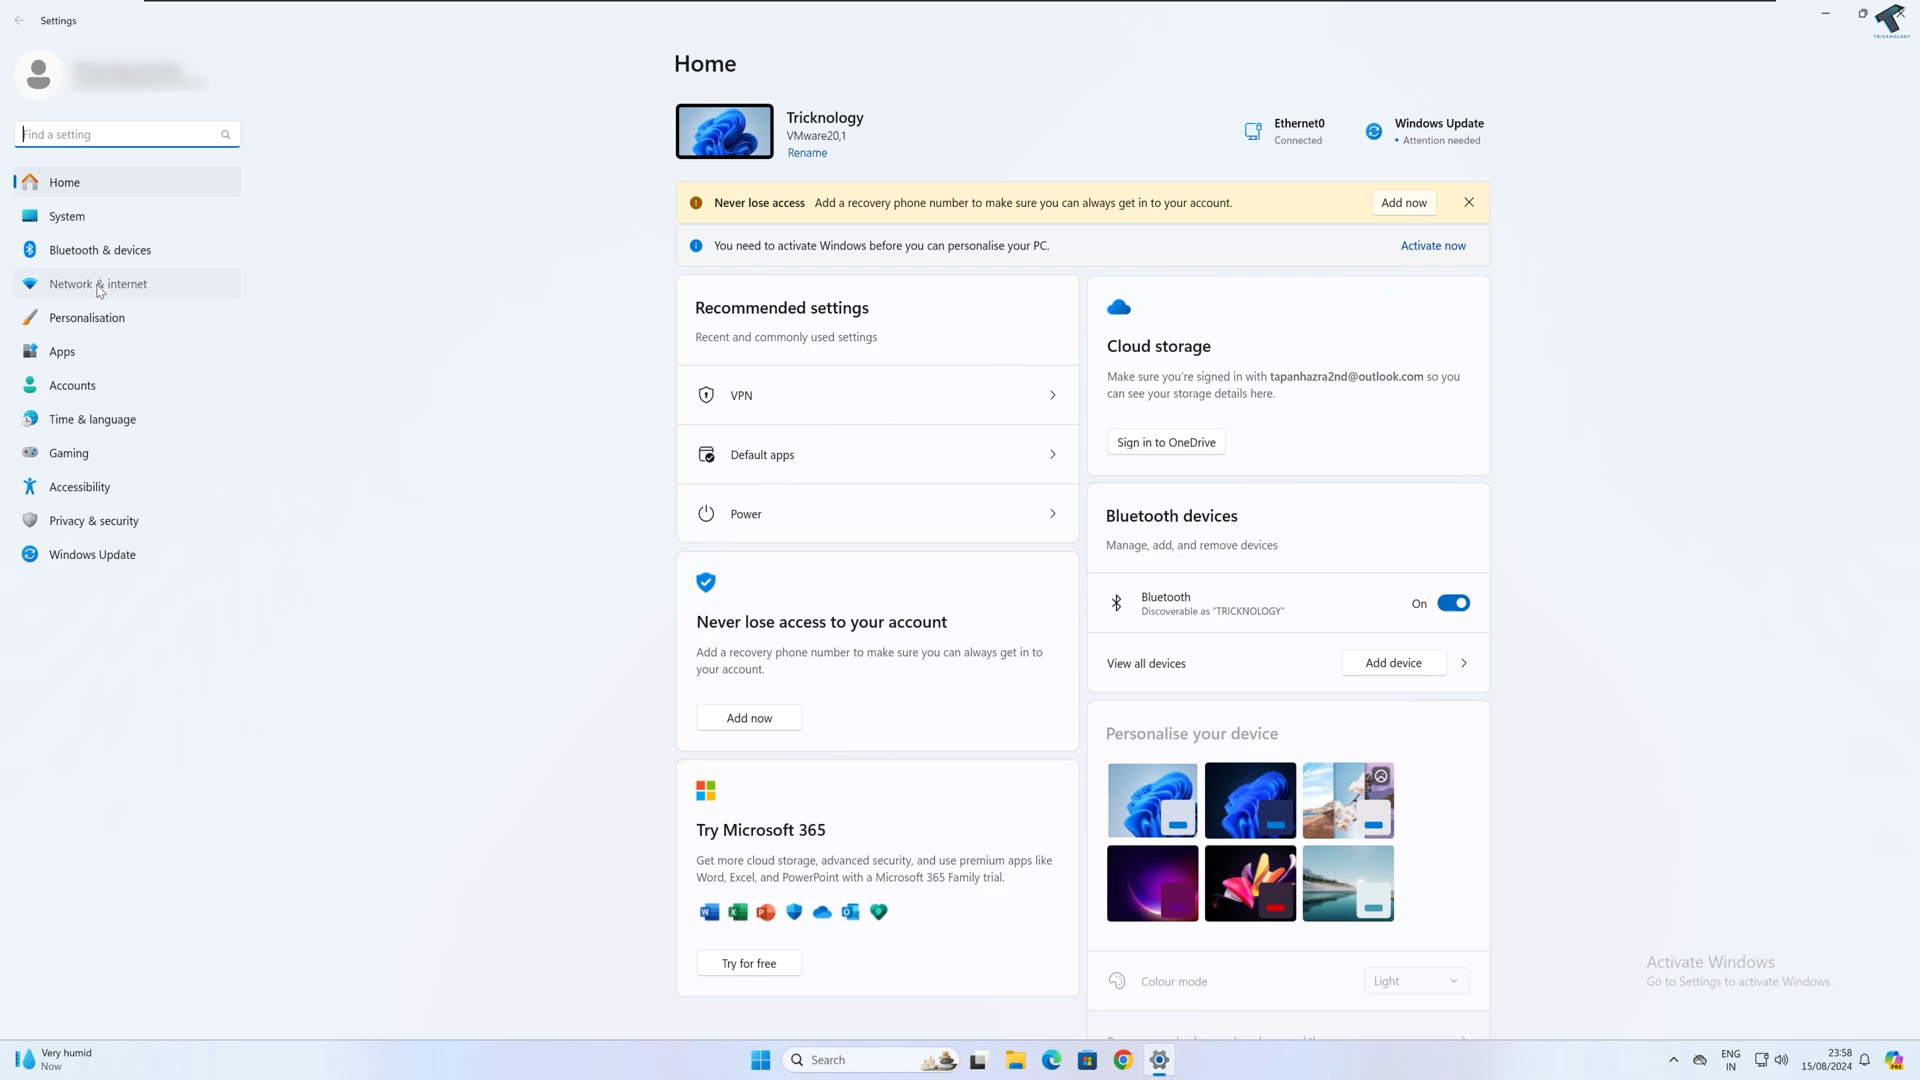 Settings
TRICKNOLOGY
Find a setting
Home
System
Bluetooth & devices
Network & internet
Personalisation
Apps
Accounts
Time & language
Gaming
Accessibility
Privacy & security
Windows Update
Home
Tricknology
VMware20,1
Rename
Ethernet0
Connected
Windows Update
• Attention needed
Never lose access Add a recovery phone number to make sure you can always get in to your account.
Add now
You need to activate Windows before you can personalise your PC.
Activate now
Recommended settings
Recent and commonly used settings
VPN
Default apps
Power
Never lose access to your account
Add a recovery phone number to make sure you can always get in to
your account.
Add now
Try Microsoft 365
Get more cloud storage, advanced security, and use premium apps like
Word, Excel, and PowerPoint with a Microsoft 365 Family trial.
Try for free
Cloud storage
Make sure you're signed in with tapanhazra2nd@outlook.com so you
can see your storage details here.
Sign in to OneDrive
Bluetooth devices
Manage, add, and remove devices
Bluetooth
Discoverable as "TRICKNOLOGY"
On
View all devices
Add device
Personalise your device
Colour mode
Light
Activate Windows
Go to Settings to activate Windows.
Very humid
Now
Search
ENG
IN
23:58
15/08/2024